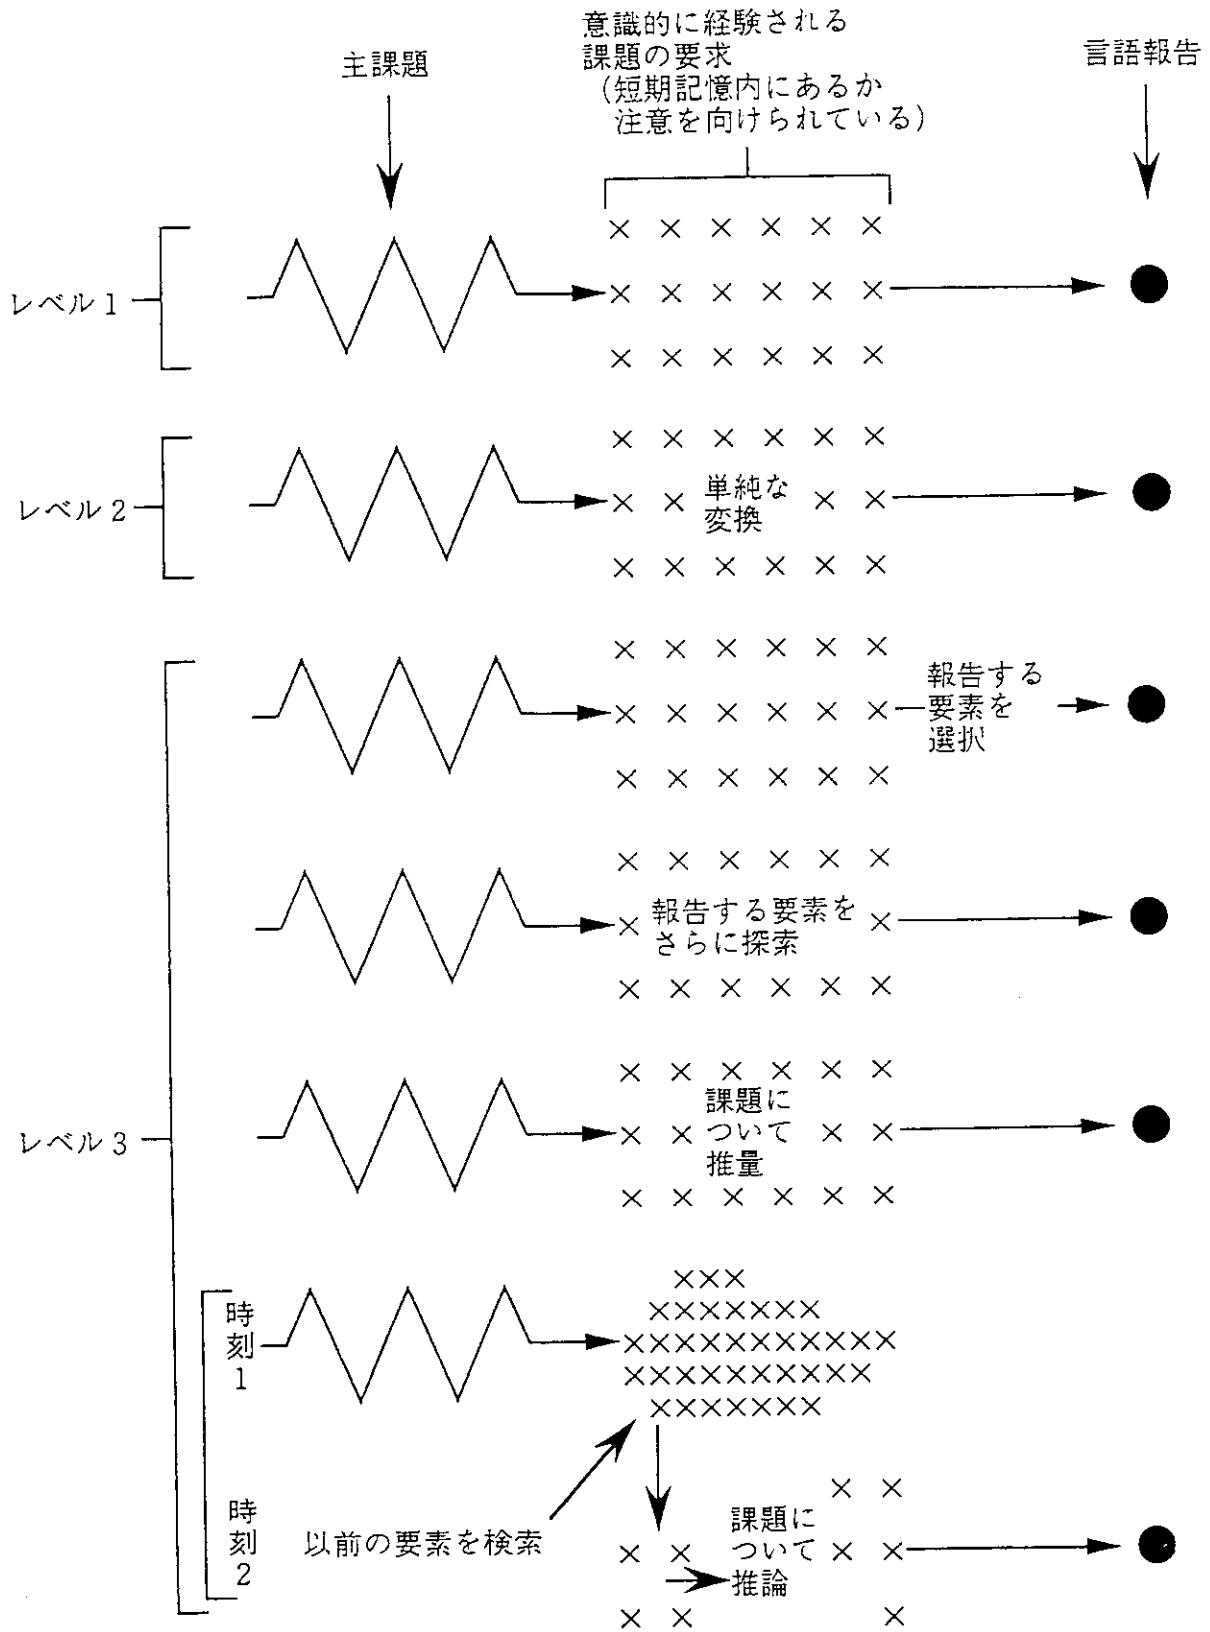 意識的に経験される
課題の要求
（短期記憶内にあるか
注意を向けられている）
主課題
言語報告
レベル1
× × × × × ×
× × × × × ×
× × × × × ×
レベル2
× × × × × ×
× × 単純な × ×
変換
× × × × × ×
レベル3
× × × × × ×
× × × × × ×
× × × × × ×
報告する
要素を
選択
× × × × × ×
× 報告する要素を ×
さらに探索
× × × × × ×
× × × × × ×
課題に
× × ついて × ×
推量
× × × × × ×
時刻1
×××
×××××××
×××××××××××
××××××××××
×××××××
時刻2
以前の要素を検索
× ×
課題に
× × ついて × ×
推論
× × ×